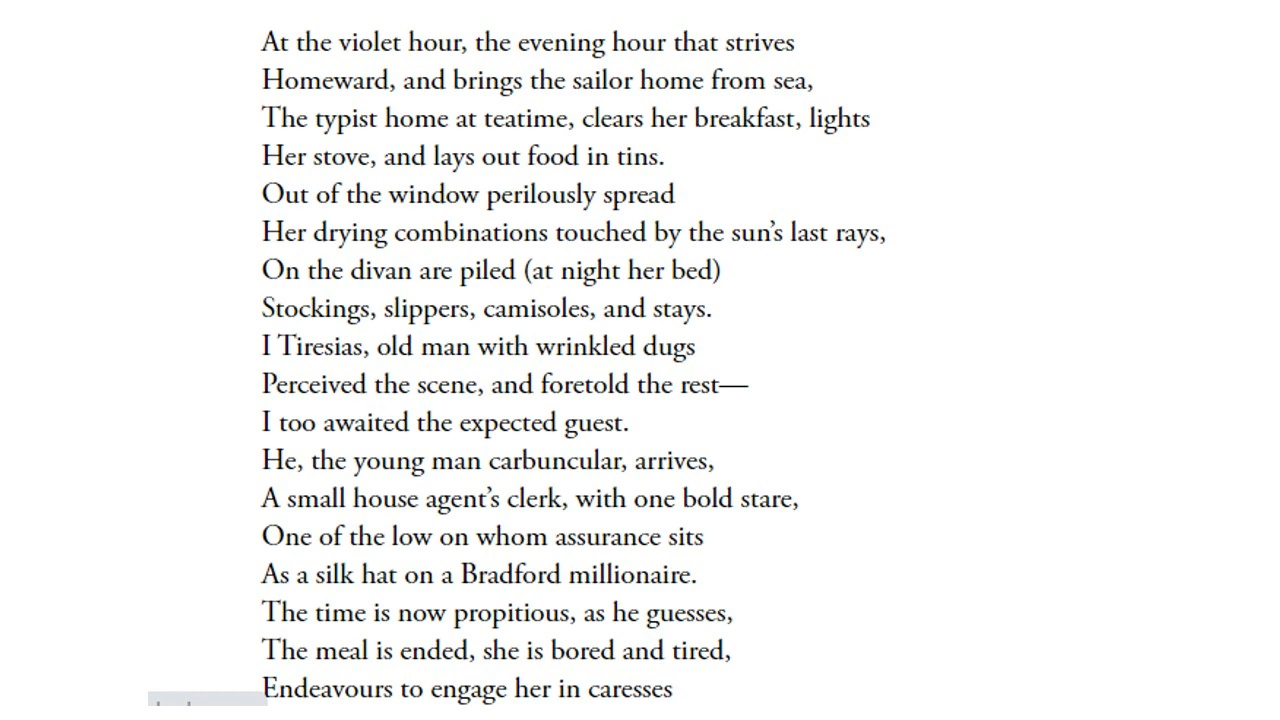 At the violet hour, the evening hour that strives
Homeward, and brings the sailor home from sea,
The typist home at teatime, clears her breakfast, lights
Her stove, and lays out food in tins.
Out of the window perilously spread
Her drying combinations touched by the sun’s last rays,
On the divan are piled (at night her bed)
Stockings, slippers, camisoles, and stays.
I Tiresias, old man with wrinkled dugs
Perceived the scene, and foretold the rest—
I too awaited the expected guest.
He, the young man carbuncular, arrives,
A small house agent’s clerk, with one bold stare,
One of the low on whom assurance sits
As a silk hat on a Bradford millionaire.
The time is now propitious, as he guesses,
The meal is ended, she is bored and tired,
Endeavours to engage her in caresses